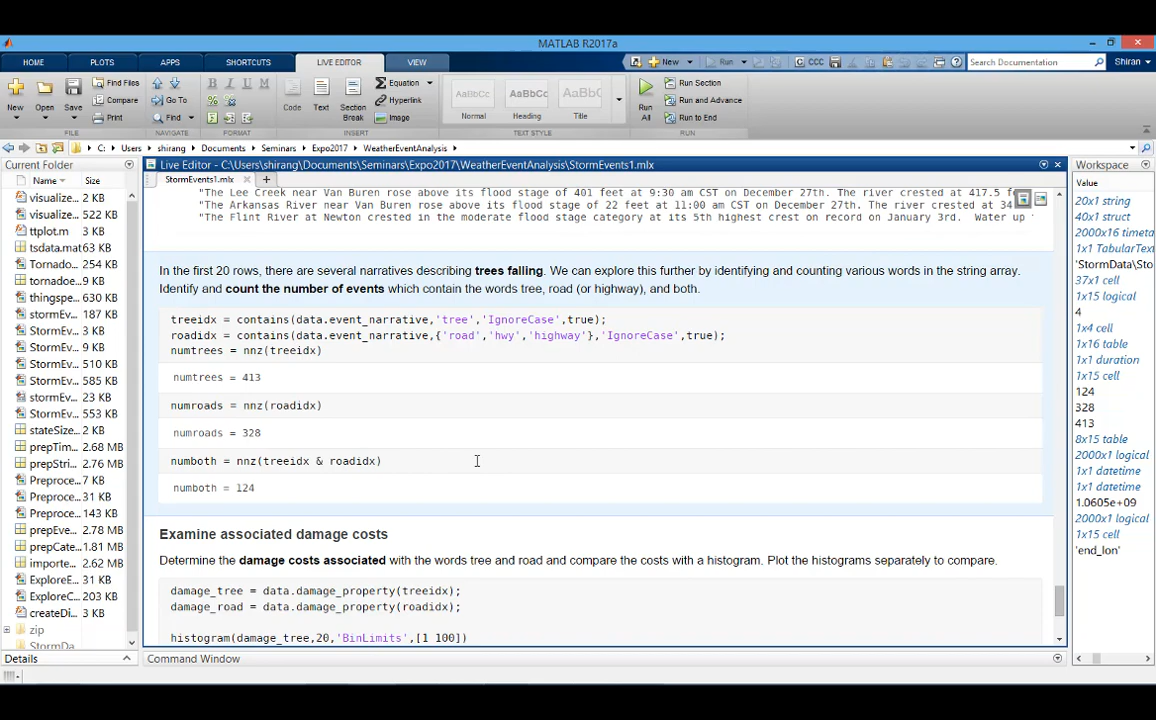 MATLAB R2017a
HOME PLOTS APPS SHORTCUTS LIVE EDITOR VIEW
New Run CCC Search Documentation Shiran
New Open Save Find Files Compare Print Go To Find B I U M Code Text Section Break Equation Hyperlink Image AaBbCc AaBbCc AaBbC Normal Heading Title Run All Run Section Run and Advance Run to End
FILE NAVIGATE FORMAT INSERT TEXT STYLE RUN
C: Users shirang Documents Seminars Expo2017 WeatherEventAnalysis
Current Folder
Name Size
visualize... 2 KB
visualize... 522 KB
ttplot.m 3 KB
tsdata.mat 63 KB
Tornado... 254 KB
tornadoe...
thingspe... 630 KB
stormEv... 187 KB
StormEv... 3 KB
StormEv... 9 KB
StormEv... 510 KB
StormEv... 585 KB
stormEv... 23 KB
StormEv... 553 KB
stateSize... 2 KB
prepTim... 2.68 MB
prepStri... 2.76 MB
Preproce... 7 KB
Preproce... 31 KB
Preproce... 143 KB
prepEve... 2.78 MB
prepCate... 1.81 MB
importe... 2.62 MB
ExploreE... 31 KB
ExploreC... 203 KB
createDi... 3 KB
zip
StormDa...
Details
Live Editor - C:\Users\shirang\Documents\Seminars\Expo2017\WeatherEventAnalysis\StormEvents1.mlx
StormEvents1.mlx
"The Lee Creek near Van Buren rose above its flood stage of 401 feet at 9:30 am CST on December 27th. The river crested at 417.5 f
"The Arkansas River near Van Buren rose above its flood stage of 22 feet at 11:00 am CST on December 27th. The river crested at 34
"The Flint River at Newton crested in the moderate flood stage category at its 5th highest crest on record on January 3rd. Water up
In the first 20 rows, there are several narratives describing trees falling. We can explore this further by identifying and counting various words in the string array.
Identify and count the number of events which contain the words tree, road (or highway), and both.
treeidx = contains(data.event_narrative,'tree','IgnoreCase',true);
roadidx = contains(data.event_narrative,{'road','hwy','highway'},'IgnoreCase',true);
numtrees = nnz(treeidx)
numtrees = 413
numroads = nnz(roadidx)
numroads = 328
numboth = nnz(treeidx & roadidx)
numboth = 124
Examine associated damage costs
Determine the damage costs associated with the words tree and road and compare the costs with a histogram. Plot the histograms separately to compare.
damage_tree = data.damage_property(treeidx);
damage_road = data.damage_property(roadidx);
histogram(damage_tree,20,'BinLimits',[1 100])
Command Window
Workspace
Value
20x1 string
40x1 struct
2000x16 timeta
1x1 TabularText
'StormData\Sto
37x1 cell
1x15 logical
4
1x4 cell
1x16 table
1x1 duration
1x15 cell
124
328
413
8x15 table
2000x1 logical
1x1 datetime
1x1 datetime
1.0605e+09
2000x1 logical
1x15 cell
'end_lon'